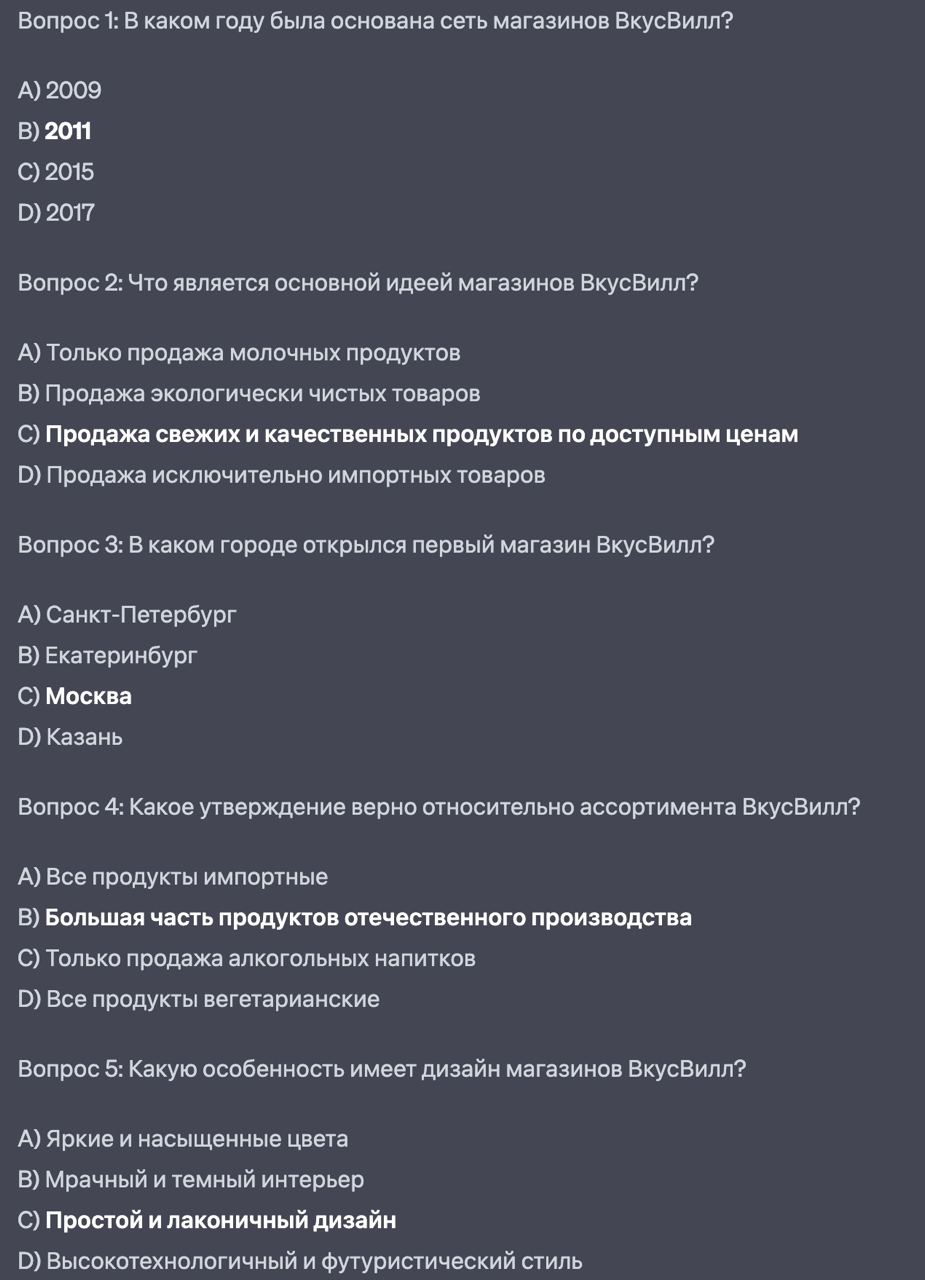 Вопрос 1: В каком году была основана сеть магазинов ВкусВилл?
A) 2009
B) 2011
C) 2015
D) 2017
Вопрос 2: Что является основной идеей магазинов ВкусВилл?
A) Только продажа молочных продуктов
B) Продажа экологически чистых товаров
C) Продажа свежих и качественных продуктов по доступным ценам
D) Продажа исключительно импортных товаров
Вопрос 3: В каком городе открылся первый магазин ВкусВилл?
A) Санкт-Петербург
B) Екатеринбург
C) Москва
D) Казань
Вопрос 4: Какое утверждение верно относительно ассортимента ВкусВилл?
A) Все продукты импортные
B) Большая часть продуктов отечественного производства
C) Только продажа алкогольных напитков
D) Все продукты вегетарианские
Вопрос 5: Какую особенность имеет дизайн магазинов ВкусВилл?
A) Яркие и насыщенные цвета
B) Мрачный и темный интерьер
C) Простой и лаконичный дизайн
D) Высокотехнологичный и футуристический стиль